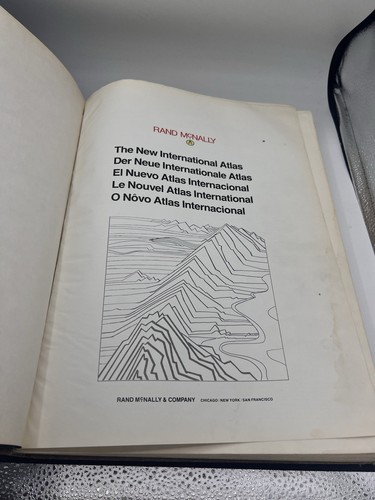 RAND McNALLY
The New International Atlas
Der Neue Internationale Atlas
El Nuevo Atlas Internacional
Le Nouvel Atlas International
O Nôvo Atlas Internacional
RAND McNALLY & COMPANY CHICAGO / NEW YORK / SAN FRANCISCO